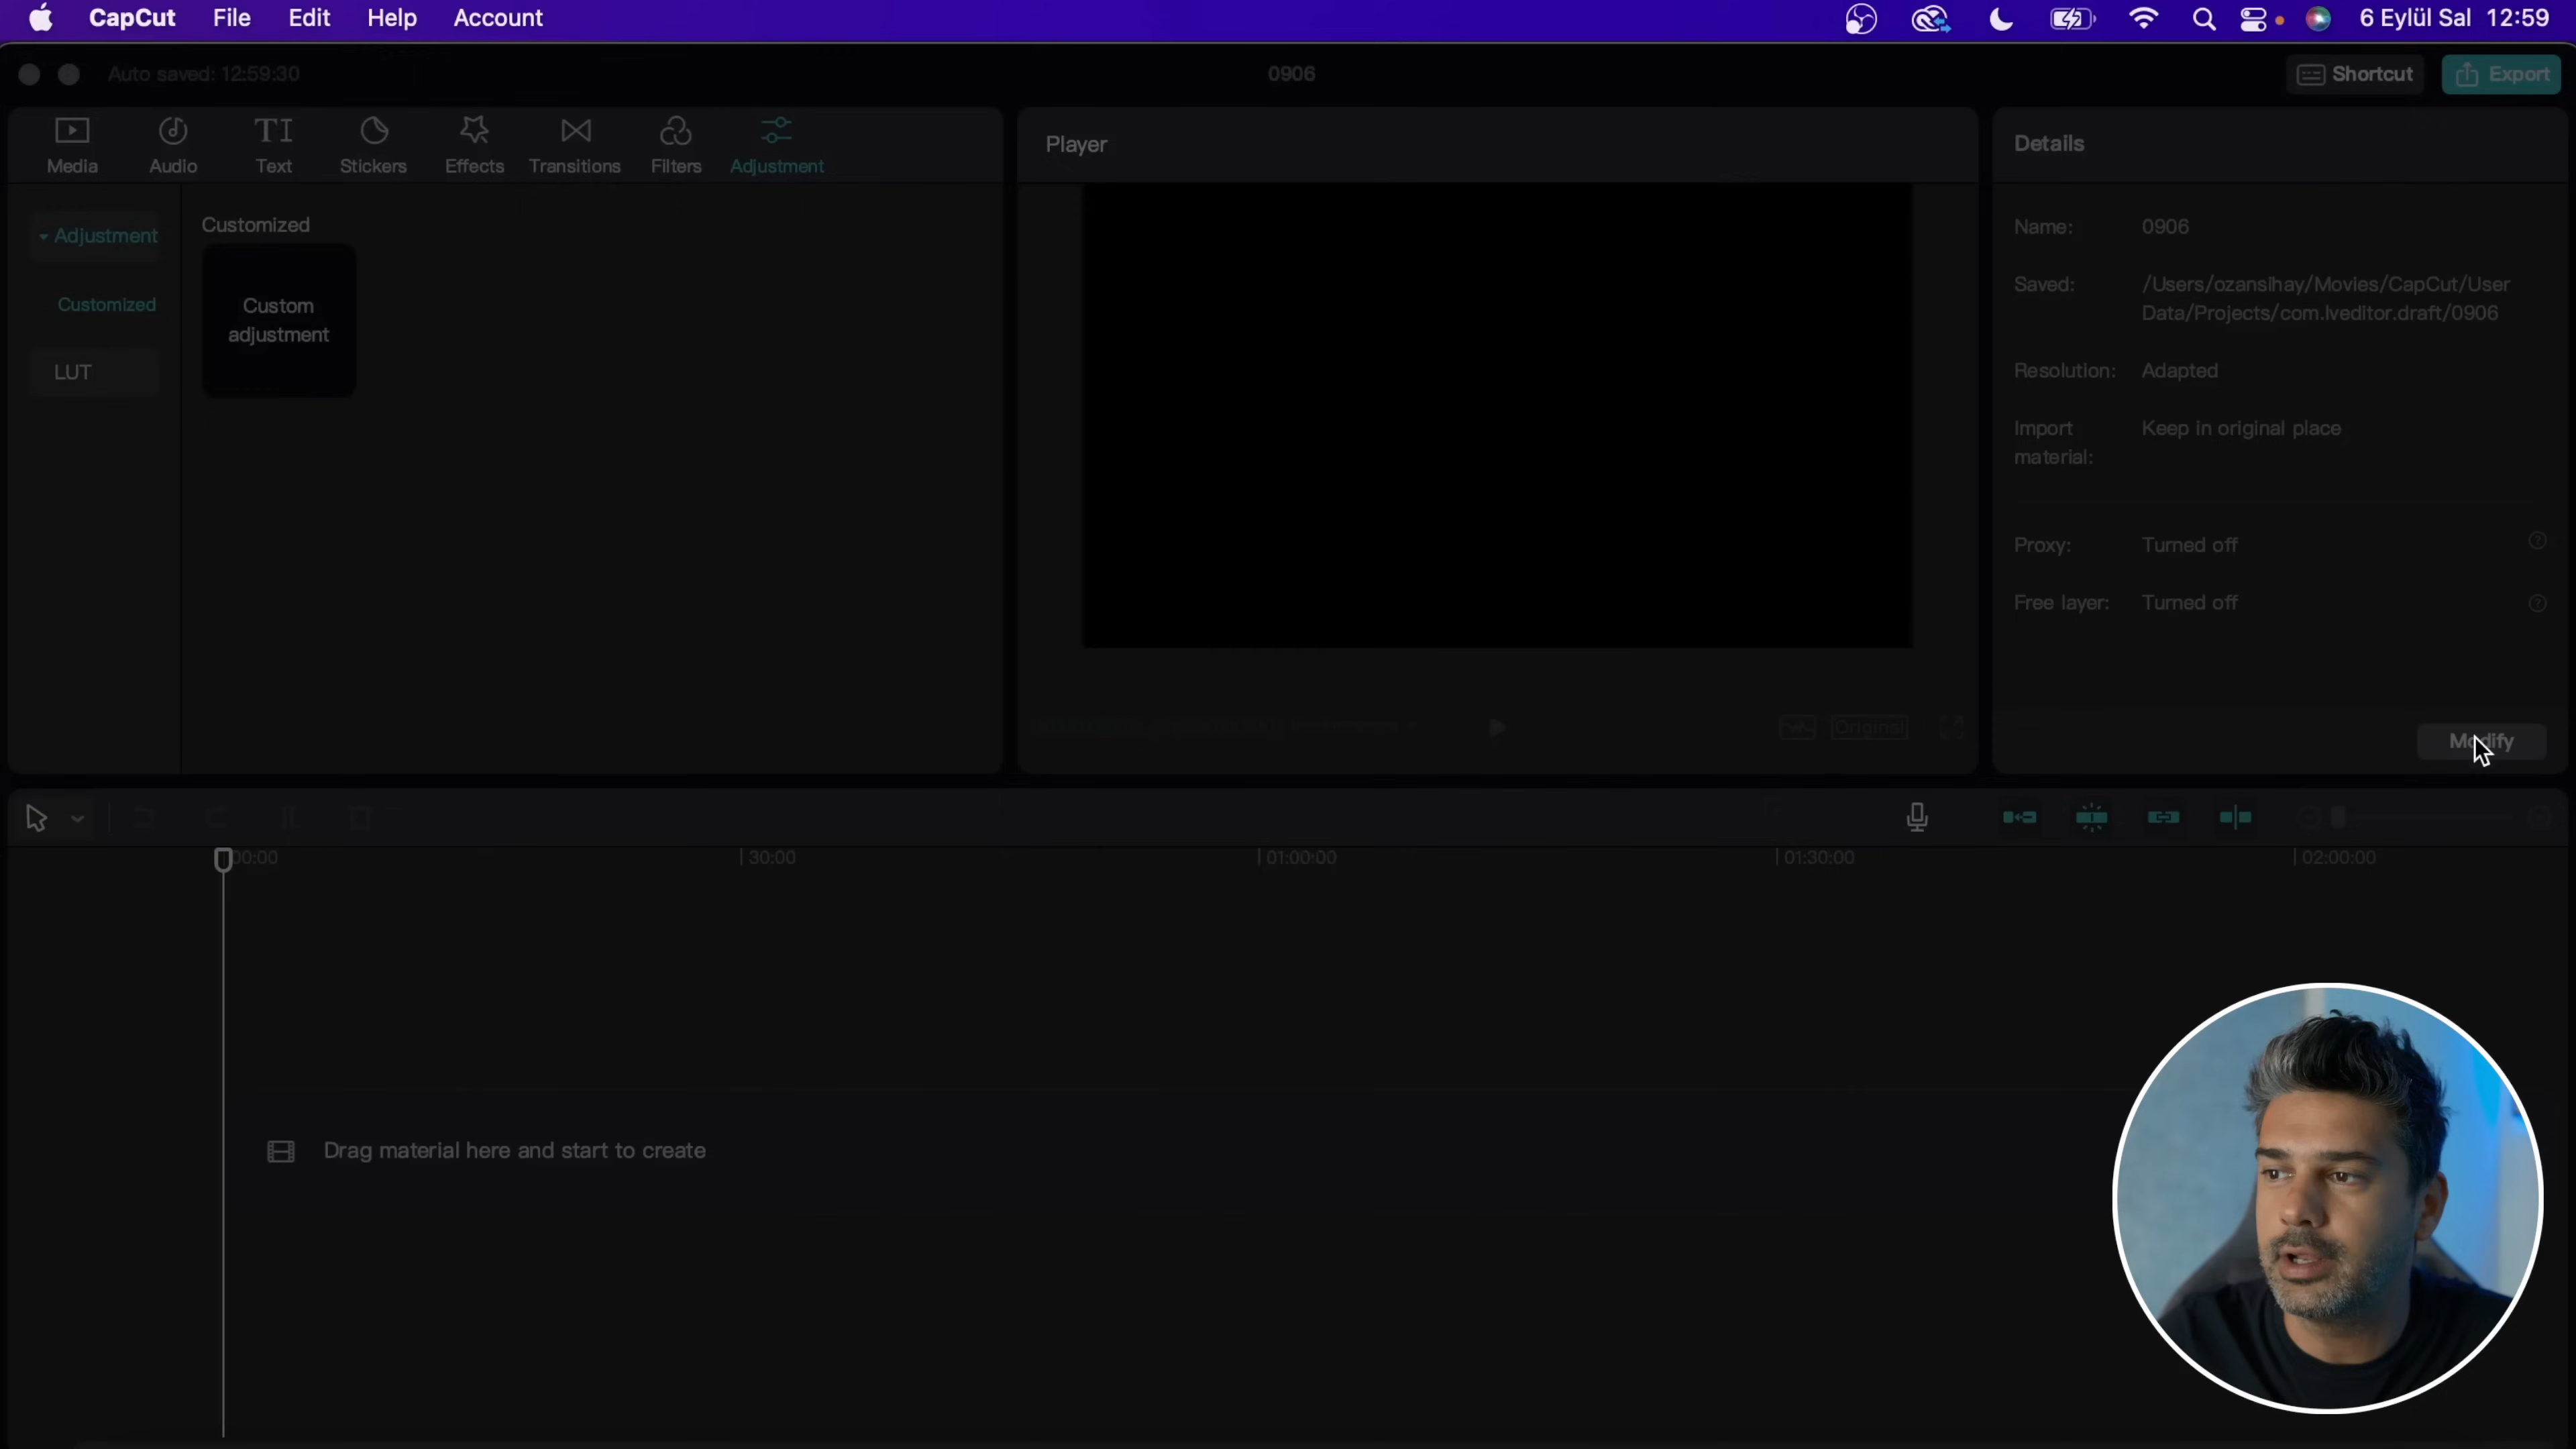 CapCut File Edit Help Account 6 Eylül Sal 12:59
Auto saved: 12:59:30 0906 Shortcut Export
Media Audio Text Stickers Effects Transitions Filters Adjustment
Player
Details
Adjustment
Customized
LUT
Customized
Custom
adjustment
Original
Name: 0906
Saved: /Users/ozansihay/Movies/CapCut/User
Data/Projects/com.lveditor.draft/0906
Resolution: Adapted
Import Keep in original place
material:
Proxy: Turned off
Free layer: Turned off
Modify
00:00 30:00 01:00:00 01:30:00 02:00:00
Drag material here and start to create